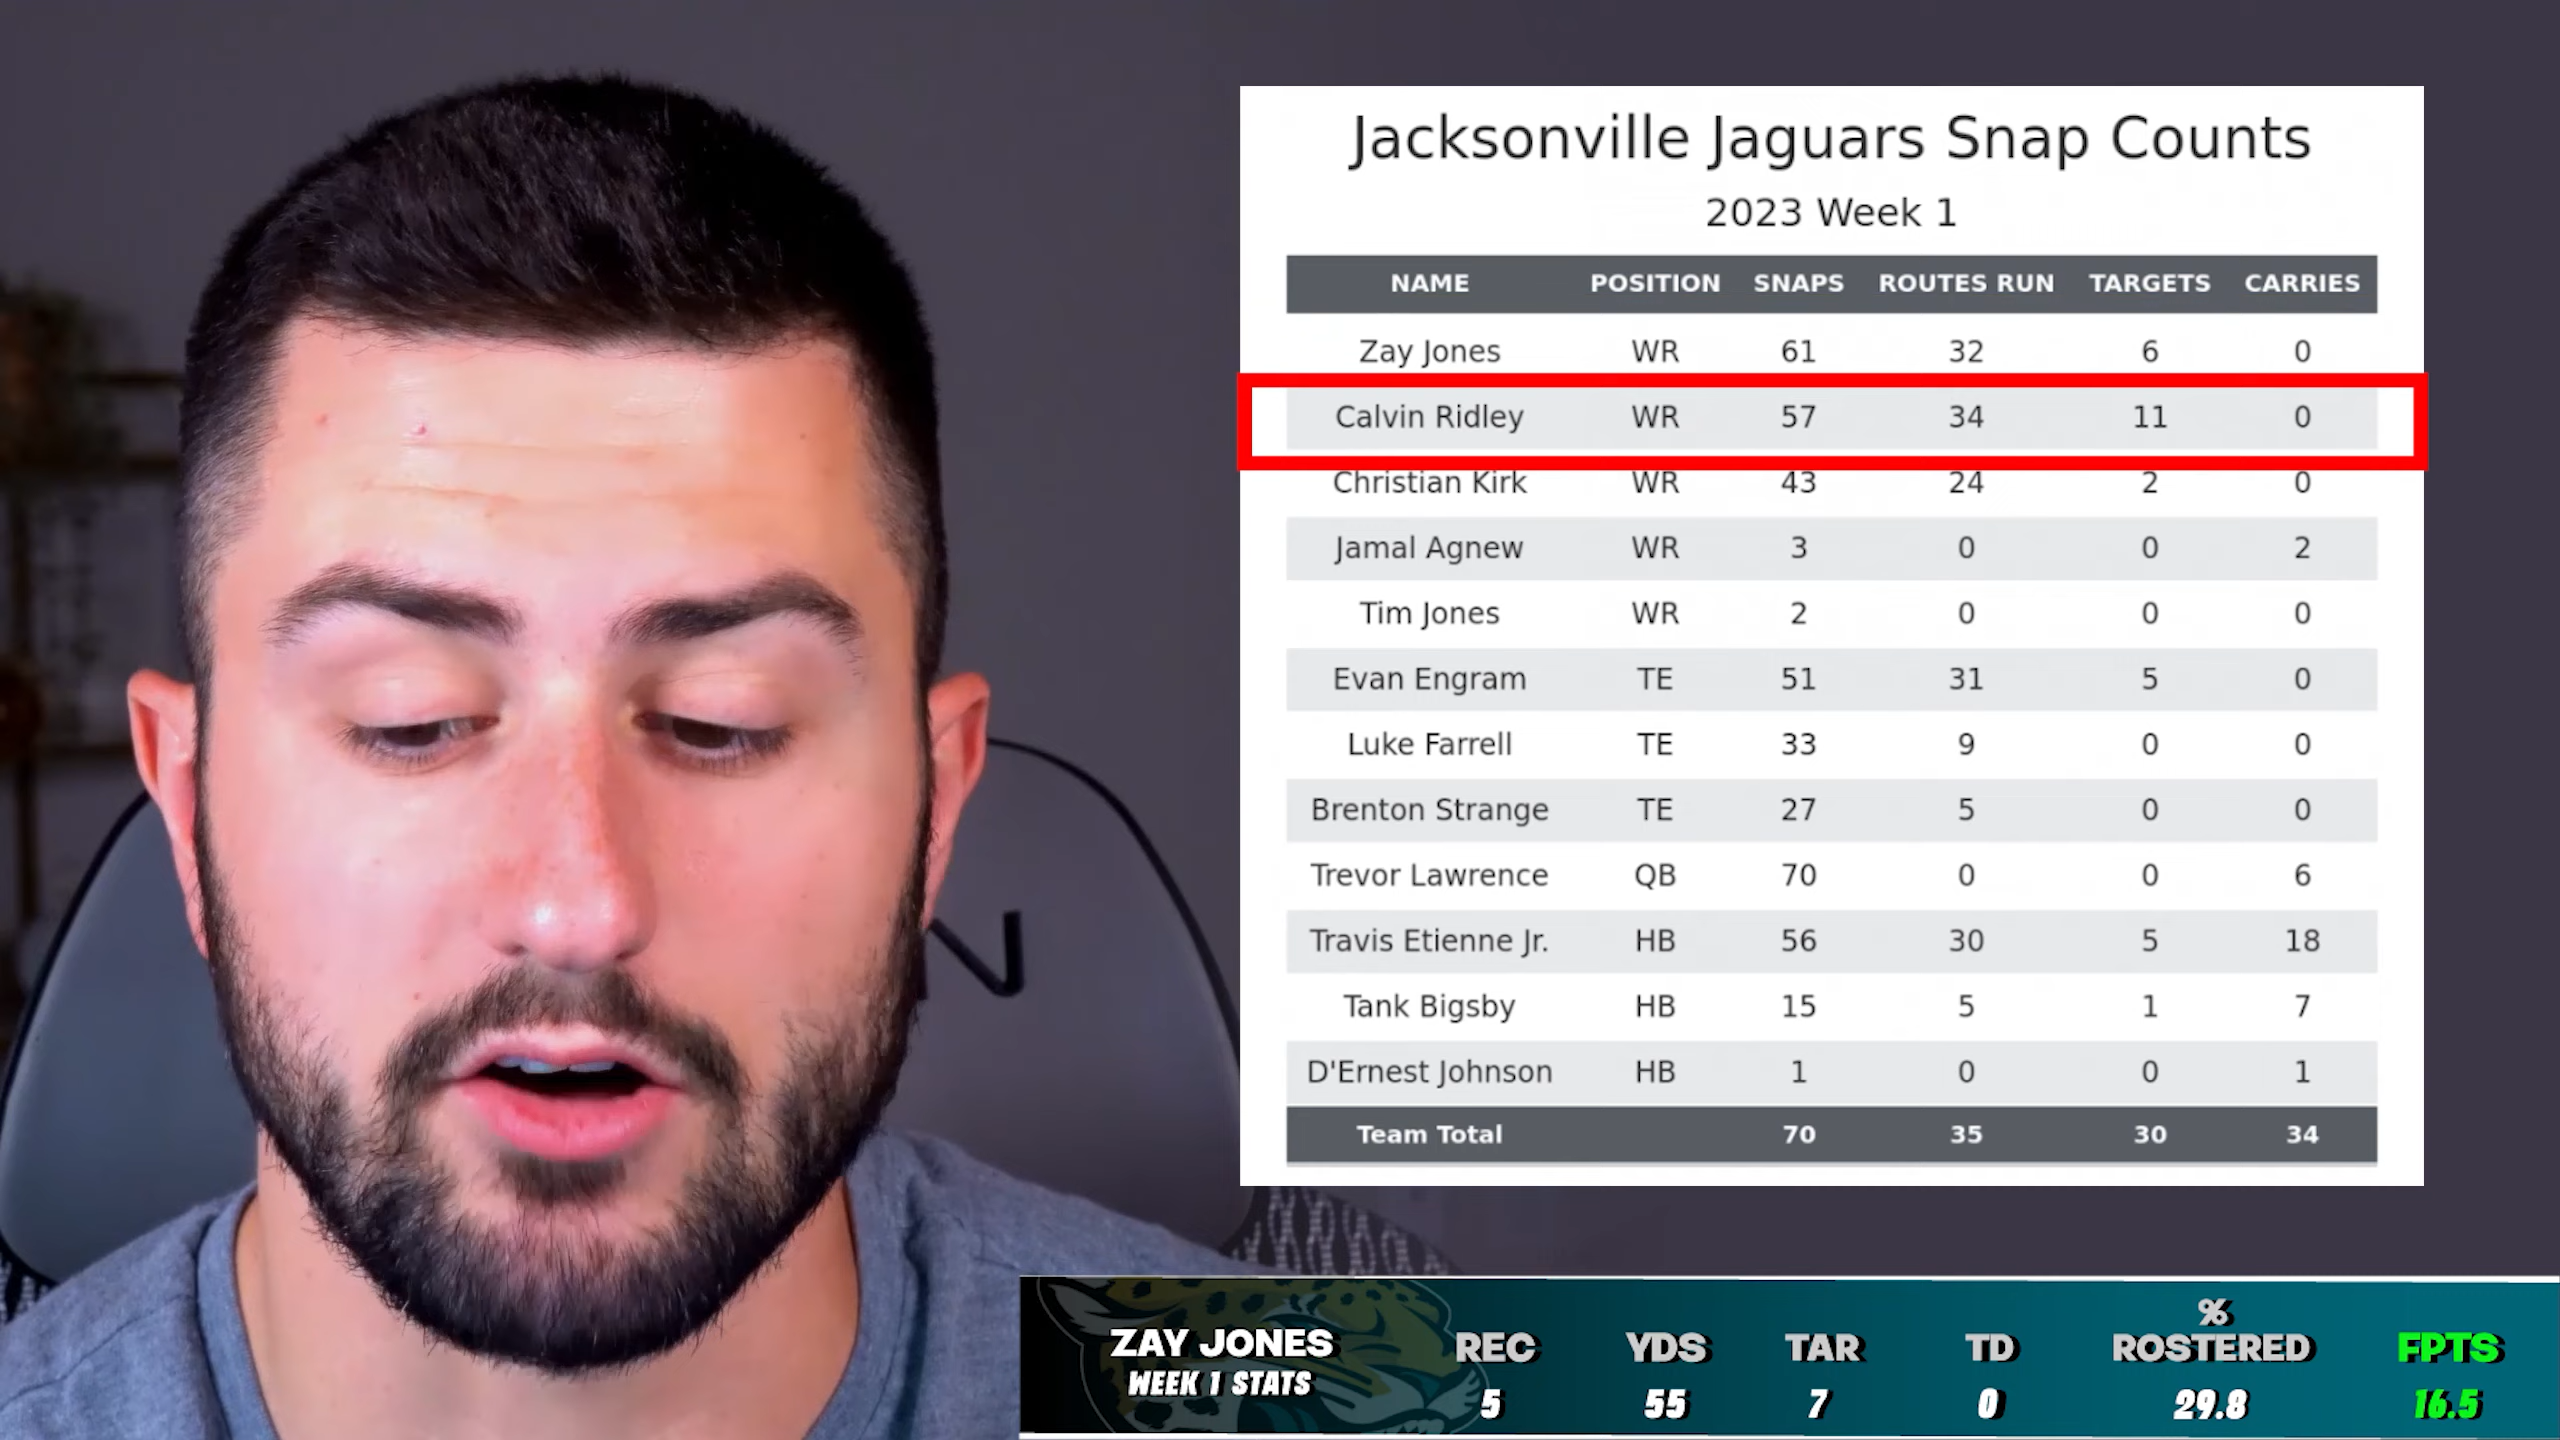 Jacksonville Jaguars Snap Counts
2023 Week 1
NAME POSITION SNAPS ROUTES RUN TARGETS CARRIES
Zay Jones WR 61 32 6 0
Calvin Ridley WR 57 34 11 0
Christian Kirk WR 43 24 2 0
Jamal Agnew WR 3 0 0 2
Tim Jones WR 2 0 0 0
Evan Engram TE 51 31 5 0
Luke Farrell TE 33 9 0 0
Brenton Strange TE 27 5 0 0
Trevor Lawrence QB 70 0 0 6
Travis Etienne Jr. HB 56 30 5 18
Tank Bigsby HB 15 5 1 7
D'Ernest Johnson HB 1 0 0 1
Team Total 70 35 30 34
ZAY JONES
WEEK 1 STATS
REC YDS TAR TD % ROSTERED FPTS
5 55 7 0 29.8 16.5